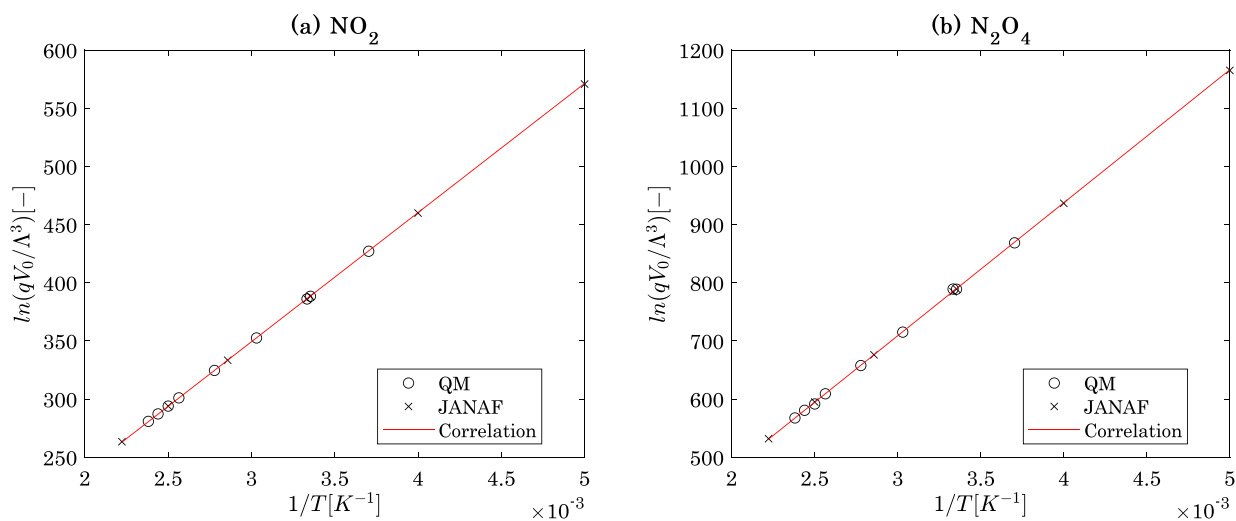 (a) NO₂
600
550
500
450
400
350
300
250
ln(qV₀/Λ³)[−]
QM
JANAF
Correlation
2
2.5
3
3.5
4
4.5
5
1/T[K⁻¹]
×10⁻³
(b) N₂O₄
1200
1100
1000
900
800
700
600
500
ln(qV₀/Λ³)[−]
QM
JANAF
Correlation
2
2.5
3
3.5
4
4.5
5
1/T[K⁻¹]
×10⁻³